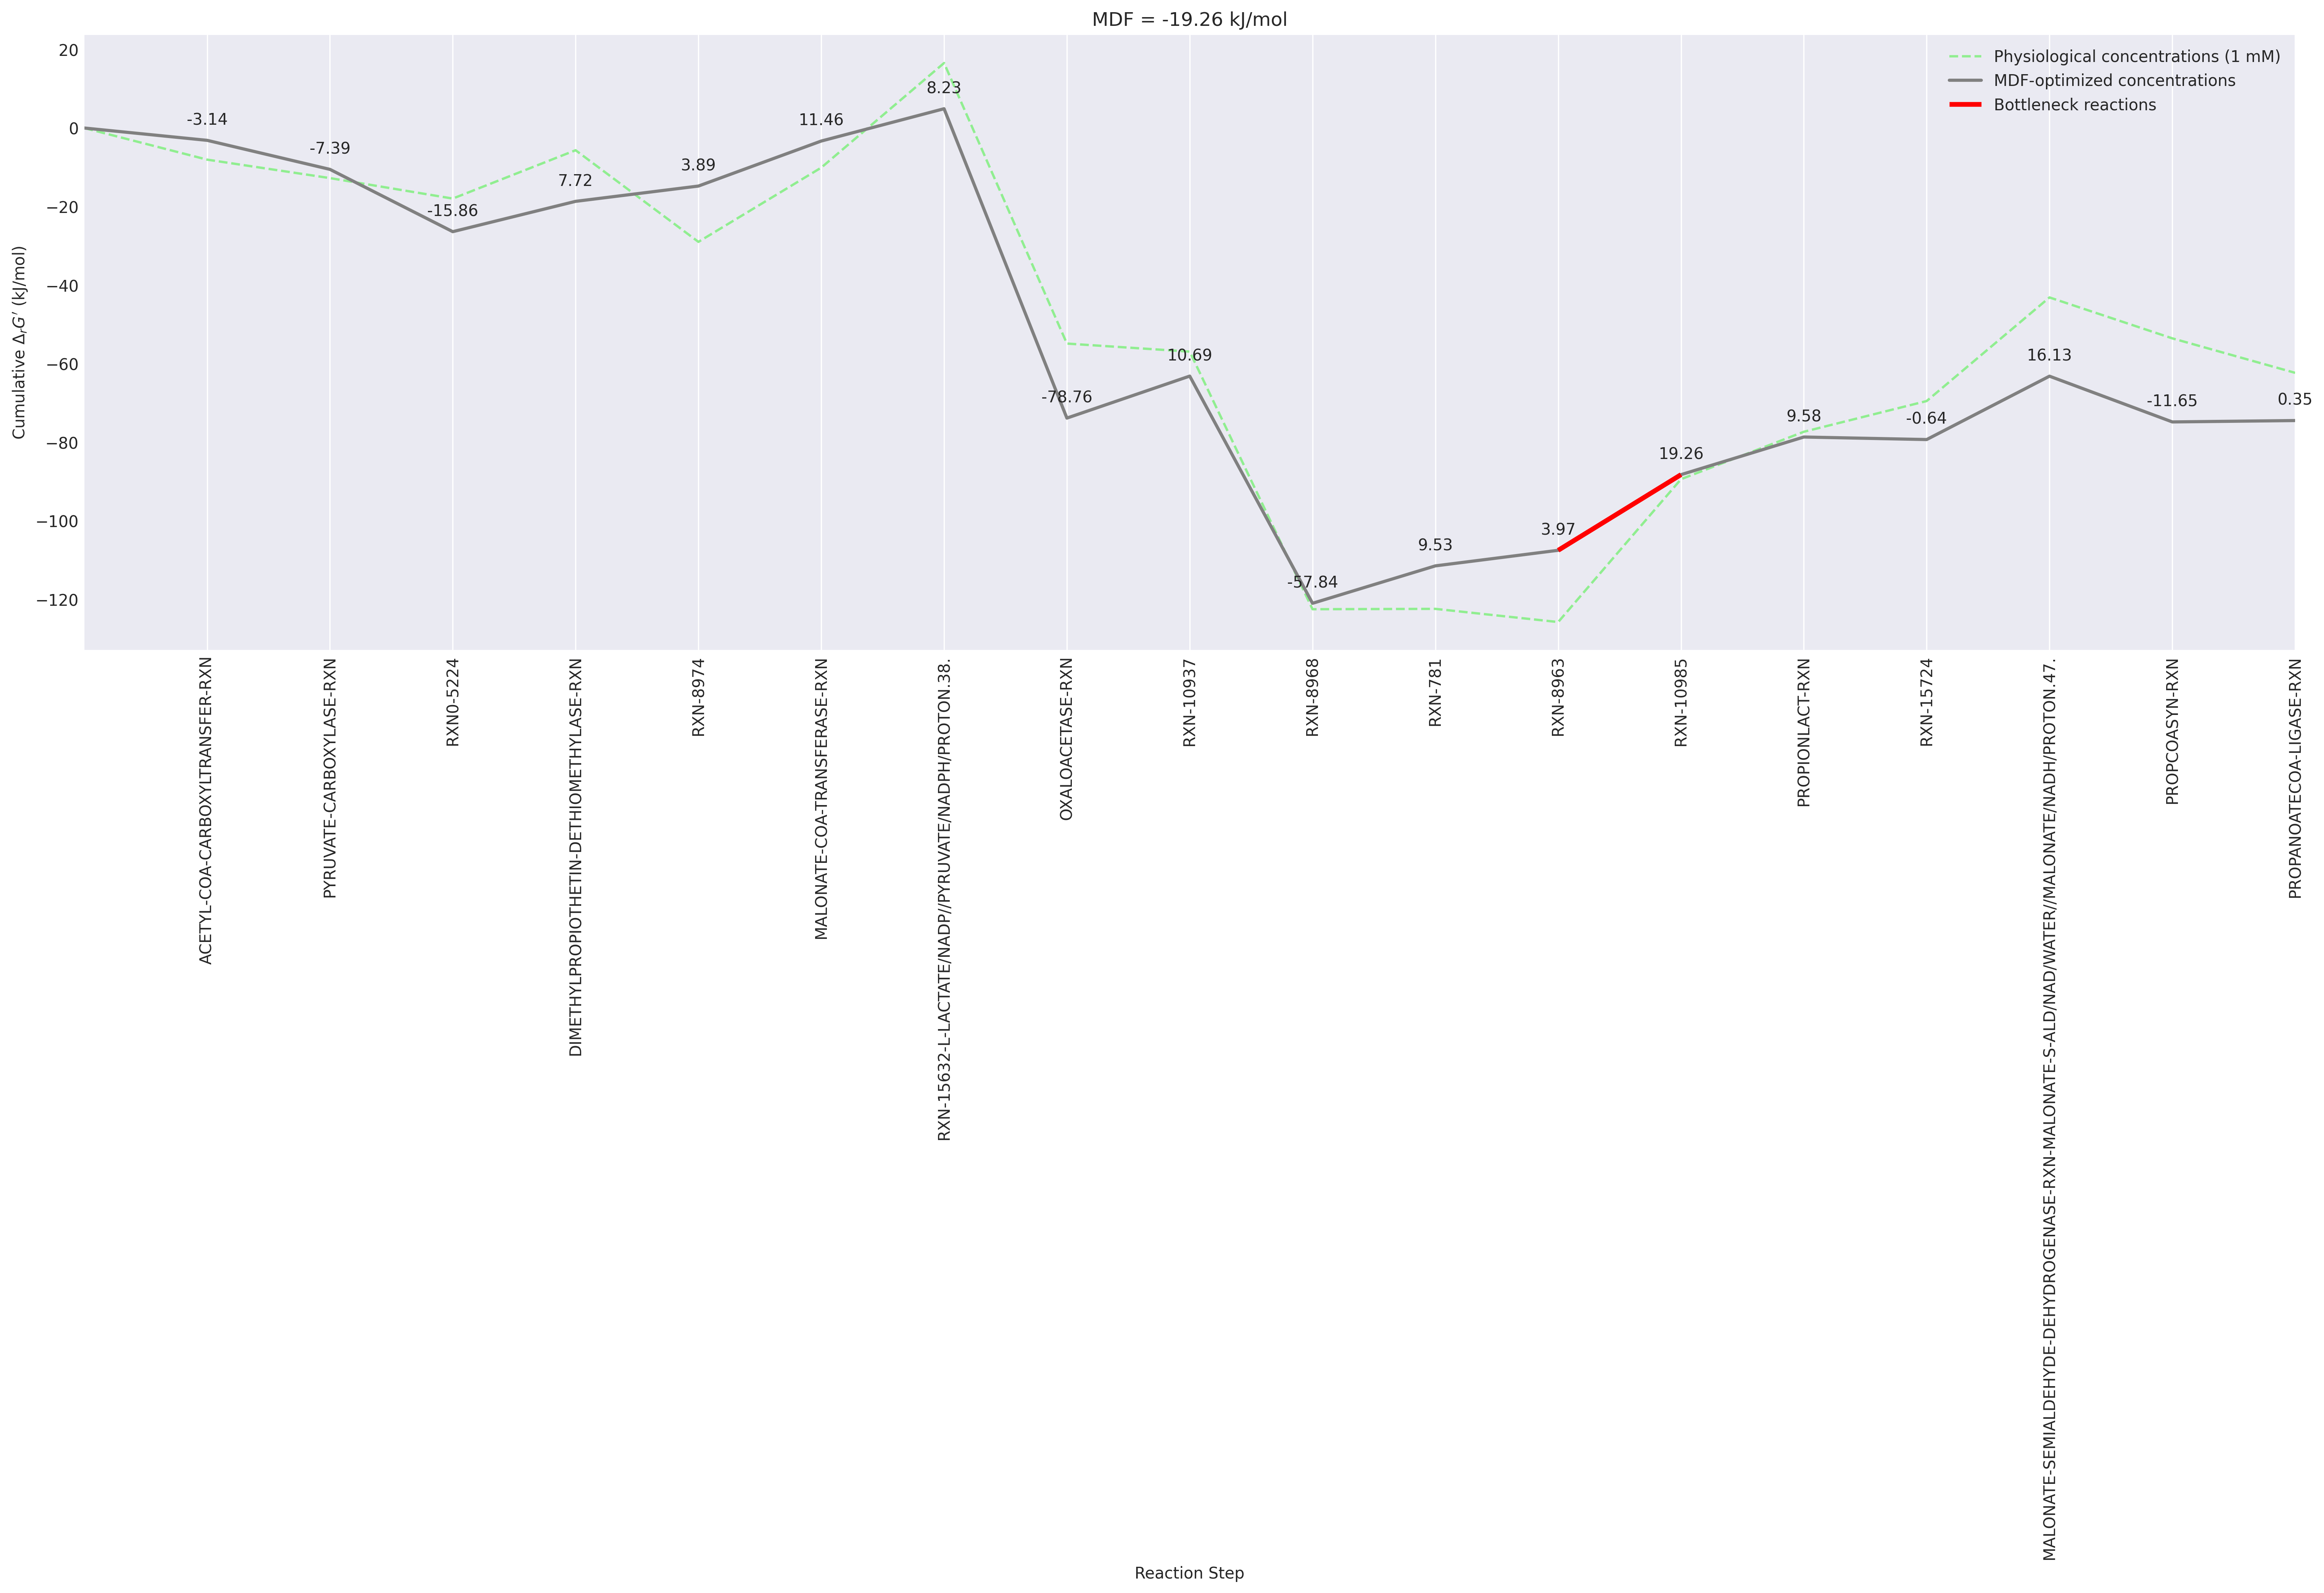 MDF = -19.26 kJ/mol
Cumulative ΔrG′ (kJ/mol)
20
0
−20
−40
−60
−80
−100
−120
Physiological concentrations (1 mM)
MDF-optimized concentrations
Bottleneck reactions
-3.14
-7.39
-15.86
7.72
3.89
11.46
8.23
-78.76
10.69
-57.84
9.53
3.97
19.26
9.58
-0.64
16.13
-11.65
0.35
ACETYL-COA-CARBOXYLTRANSFER-RXN
PYRUVATE-CARBOXYLASE-RXN
RXN0-5224
DIMETHYLPROPIOTHETIN-DETHIOMETHYLASE-RXN
RXN-8974
MALONATE-COA-TRANSFERASE-RXN
RXN-15632-L-LACTATE/NADP//PYRUVATE/NADPH/PROTON.38.
OXALOACETASE-RXN
RXN-10937
RXN-8968
RXN-781
RXN-8963
RXN-10985
PROPIONLACT-RXN
RXN-15724
MALONATE-SEMIALDEHYDE-DEHYDROGENASE-RXN-MALONATE-S-ALD/NAD/WATER//MALONATE/NADH/PROTON.47.
PROPCOASYN-RXN
PROPANOATECOA-LIGASE-RXN
Reaction Step